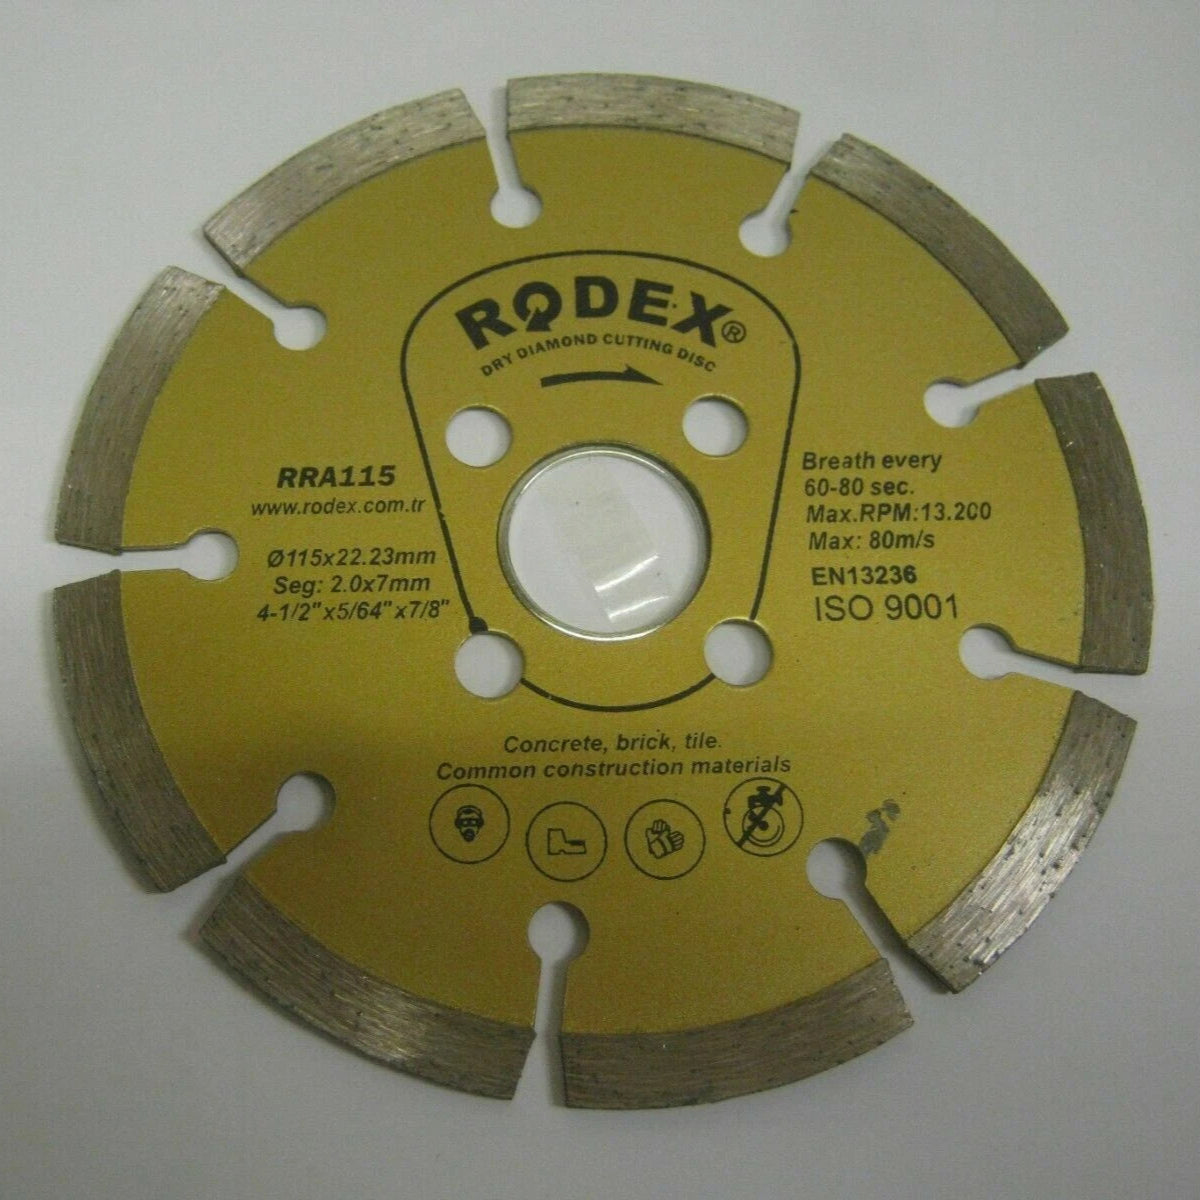 RODEX®
DRY DIAMOND CUTTING DISC
RRA115
www.rodex.com.tr
Ø115x22.23mm
Seg: 2.0x7mm
4-1/2"x5/64"x7/8"
Breath every
60-80 sec.
Max.RPM:13.200
Max: 80m/s
EN13236
ISO 9001
Concrete, brick, tile.
Common construction materials